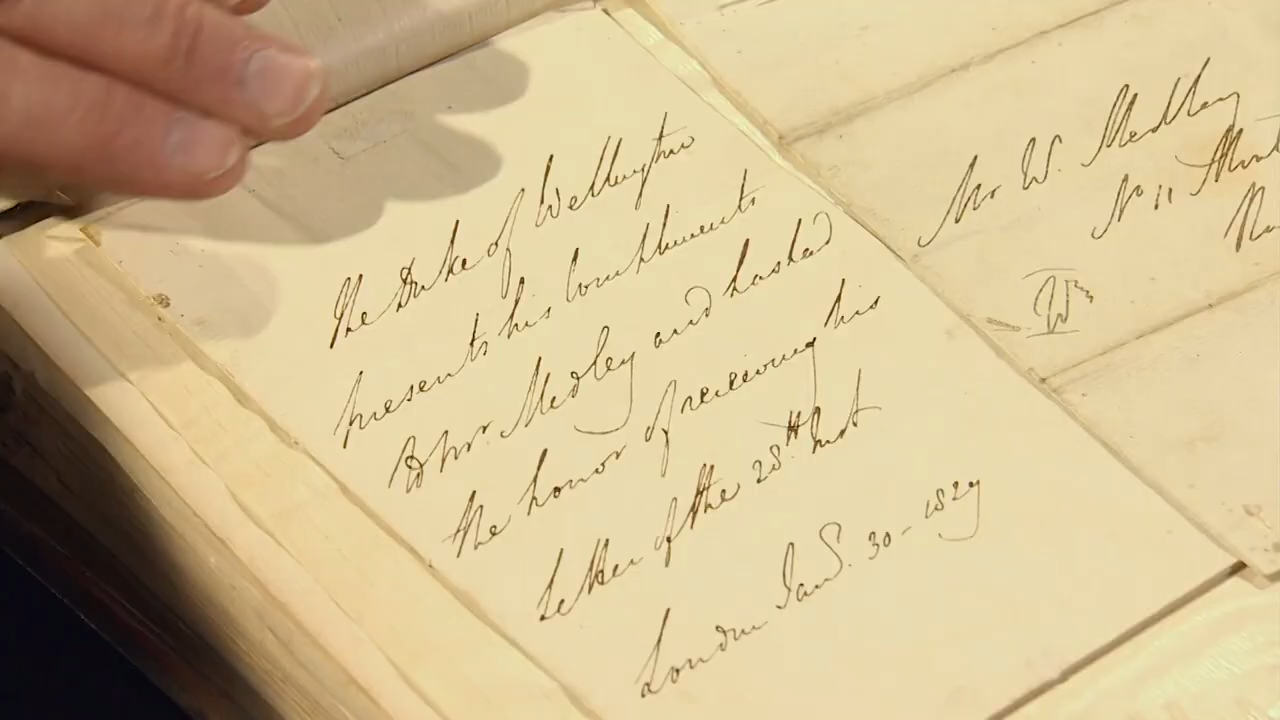 The Duke of Wellington
presents his Compliments
to Mr. Medley and has had
the honor of receiving his
Letter of the 28th Inst
London Jany. 30 - 1829
Mr W. Medley
No 11
W